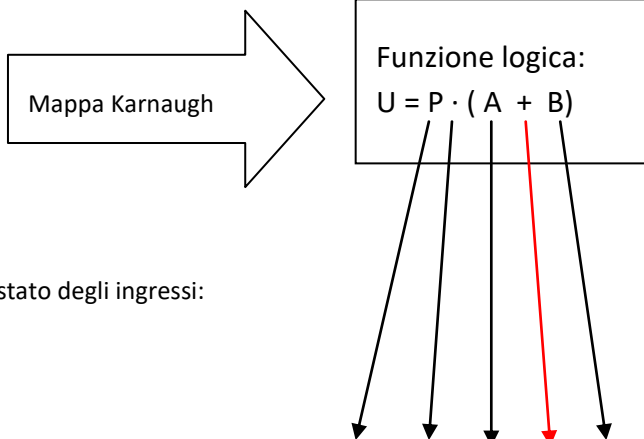 Mappa Karnaugh
Funzione logica:
U = P · ( A + B)
stato degli ingressi: